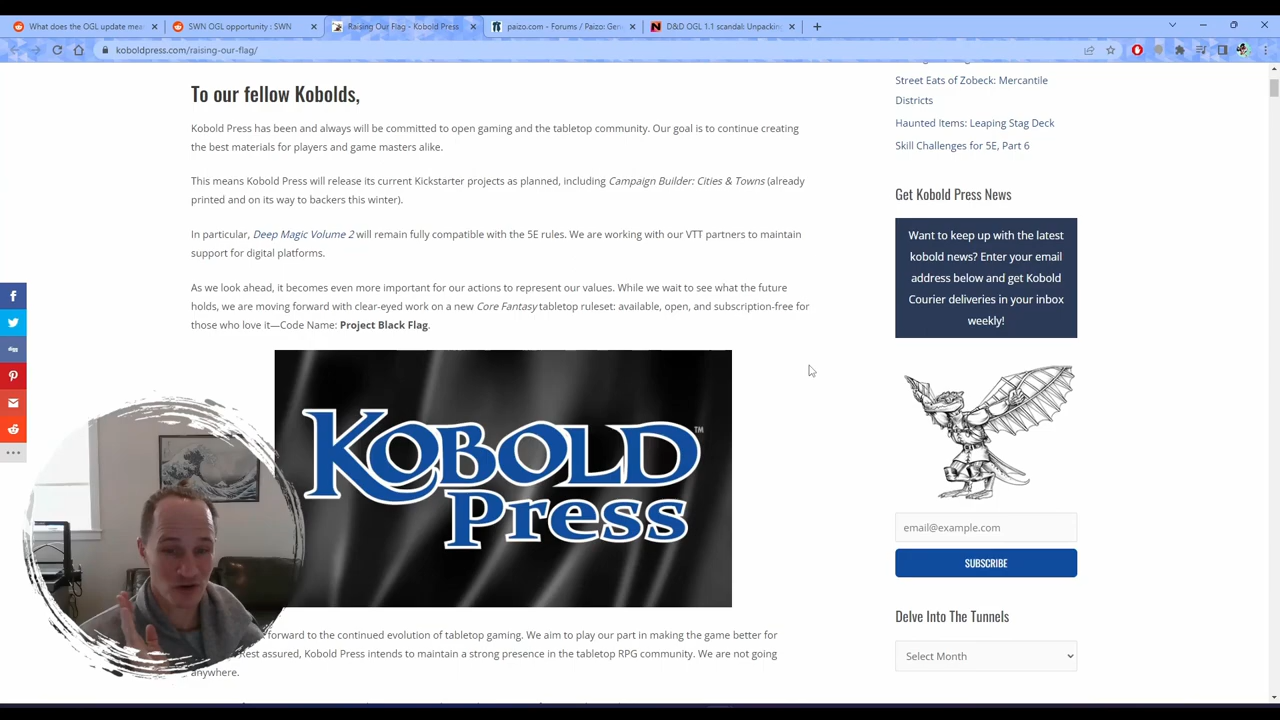 What does the OGL update mea
SWN OGL opportunity : SWN
Raising Our Flag - Kobold Press
paizo.com - Forums / Paizo: Gen
D&D OGL 1.1 scandal: Unpackin
koboldpress.com/raising-our-flag/
To our fellow Kobolds,
Kobold Press has been and always will be committed to open gaming and the tabletop community. Our goal is to continue creating
the best materials for players and game masters alike.
This means Kobold Press will release its current Kickstarter projects as planned, including Campaign Builder: Cities & Towns (already
printed and on its way to backers this winter).
In particular, Deep Magic Volume 2 will remain fully compatible with the 5E rules. We are working with our VTT partners to maintain
support for digital platforms.
As we look ahead, it becomes even more important for our actions to represent our values. While we wait to see what the future
holds, we are moving forward with clear-eyed work on a new Core Fantasy tabletop ruleset: available, open, and subscription-free for
those who love it—Code Name: Project Black Flag.
KOBOLD
Press
TM
forward to the continued evolution of tabletop gaming. We aim to play our part in making the game better for
Rest assured, Kobold Press intends to maintain a strong presence in the tabletop RPG community. We are not going
anywhere.
Street Eats of Zobeck: Mercantile
Districts
Haunted Items: Leaping Stag Deck
Skill Challenges for 5E, Part 6
Get Kobold Press News
Want to keep up with the latest
kobold news? Enter your email
address below and get Kobold
Courier deliveries in your inbox
weekly!
email@example.com
SUBSCRIBE
Delve Into The Tunnels
Select Month